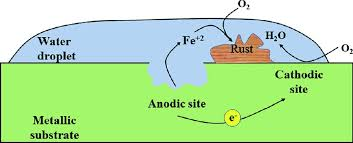 O₂
Water
droplet
Fe⁺²
Rust
H₂O
O₂
Anodic site
Cathodic
site
Metallic
substrate
e⁻